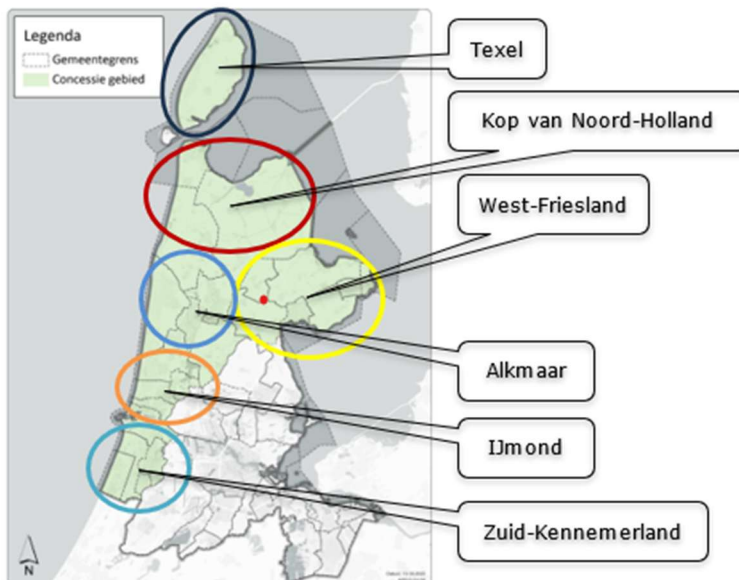 Legenda
Gemeentegrens
Concessie gebied
Texel
Kop van Noord-Holland
West-Friesland
Alkmaar
IJmond
Zuid-Kennemerland
N